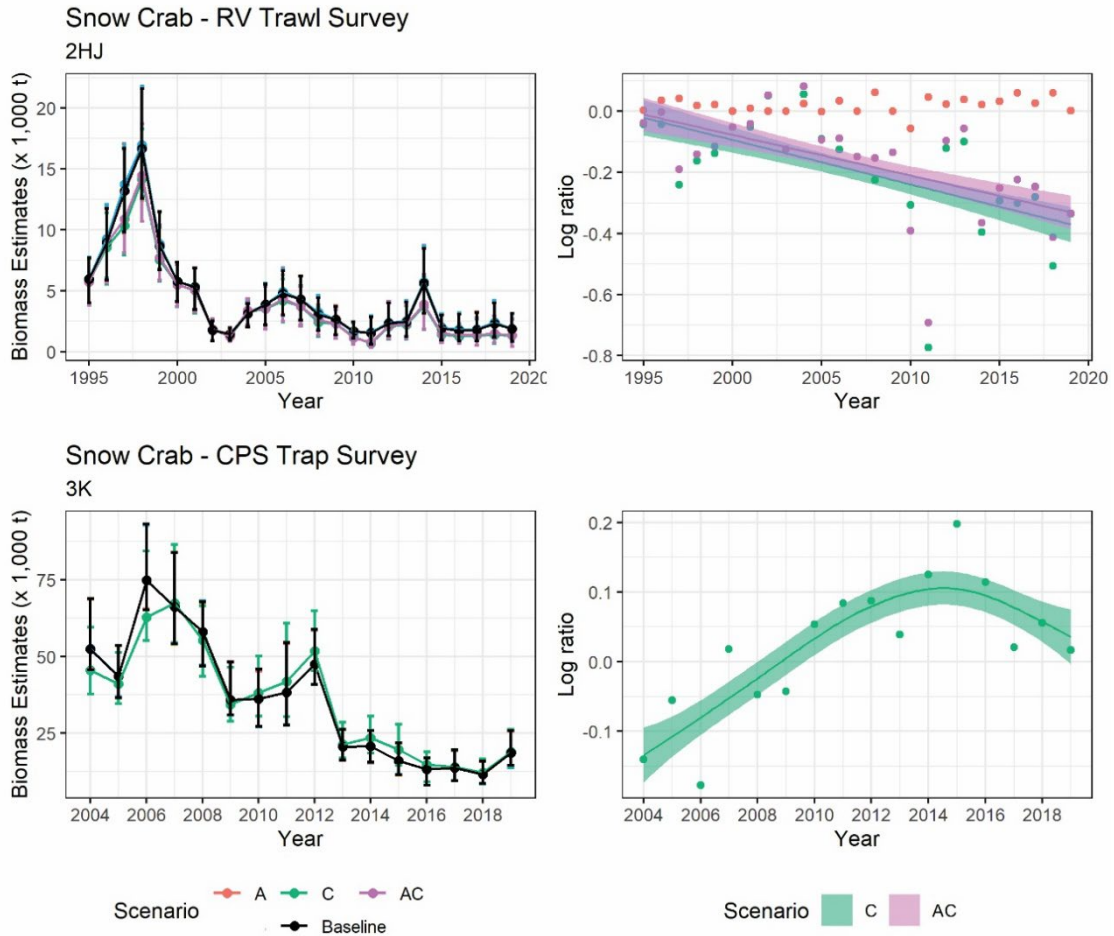 Snow Crab - RV Trawl Survey
2HJ
Biomass Estimates (x 1,000 t)
20
15
10
5
0
1995 2000 2005 2010 2015 202C
Year
Log ratio
0.0
-0.2
-0.4
-0.6
-0.8
1995 2000 2005 2010 2015 2020
Year
Snow Crab - CPS Trap Survey
3K
Biomass Estimates (x 1,000 t)
75
50
25
2004 2006 2008 2010 2012 2014 2016 2018
Year
Log ratio
0.2
0.1
0.0
-0.1
2004 2006 2008 2010 2012 2014 2016 2018
Year
Scenario A C AC
Baseline
Scenario C AC